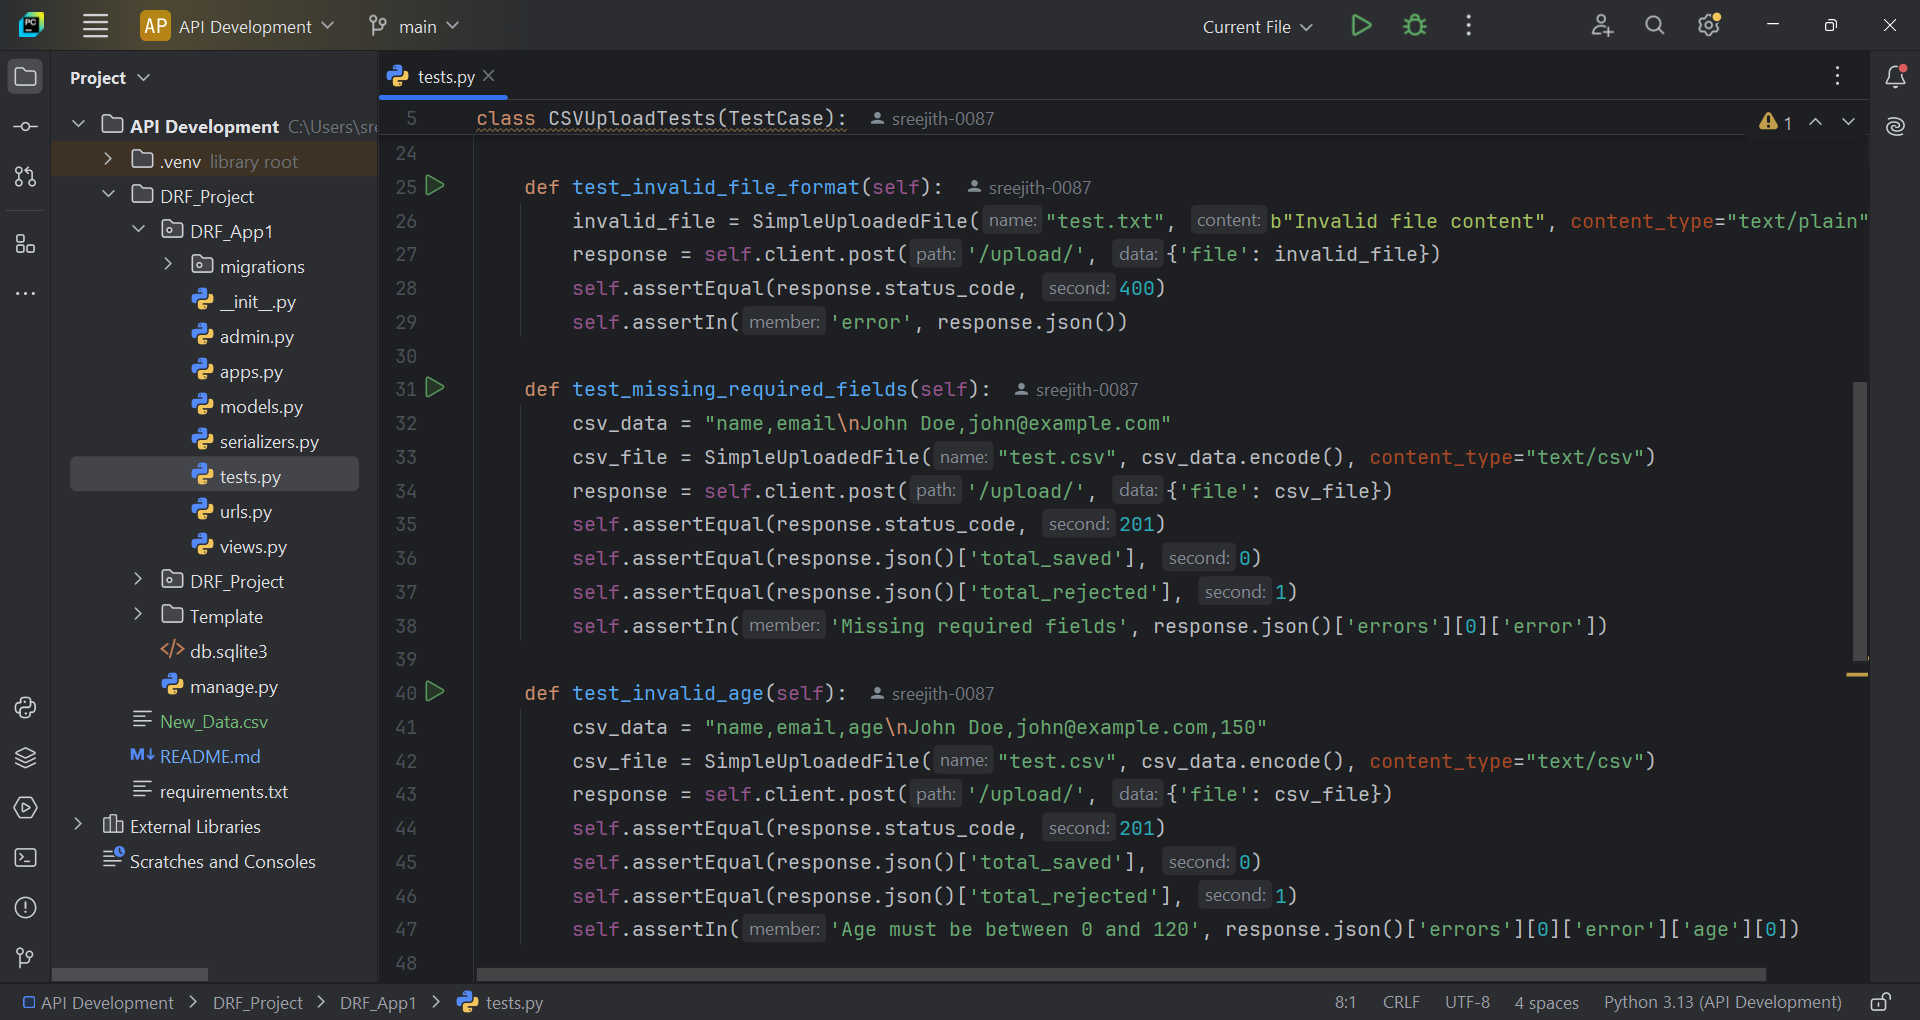 PC
AP API Development main Current File
Project
tests.py
API Development C:\Users\sre
.venv library root
DRF_Project
DRF_App1
migrations
__init__.py
admin.py
apps.py
models.py
serializers.py
tests.py
urls.py
views.py
DRF_Project
Template
db.sqlite3
manage.py
New_Data.csv
M↓ README.md
requirements.txt
External Libraries
Scratches and Consoles
5 class CSVUploadTests(TestCase): sreejith-0087 1
24
25 def test_invalid_file_format(self): sreejith-0087
26 invalid_file = SimpleUploadedFile( name: "test.txt", content: b"Invalid file content", content_type="text/plain"
27 response = self.client.post( path: '/upload/', data: {'file': invalid_file})
28 self.assertEqual(response.status_code, second: 400)
29 self.assertIn( member: 'error', response.json())
30
31 def test_missing_required_fields(self): sreejith-0087
32 csv_data = "name,email\nJohn Doe,john@example.com"
33 csv_file = SimpleUploadedFile( name: "test.csv", csv_data.encode(), content_type="text/csv")
34 response = self.client.post( path: '/upload/', data: {'file': csv_file})
35 self.assertEqual(response.status_code, second: 201)
36 self.assertEqual(response.json()['total_saved'], second: 0)
37 self.assertEqual(response.json()['total_rejected'], second: 1)
38 self.assertIn( member: 'Missing required fields', response.json()['errors'][0]['error'])
39
40 def test_invalid_age(self): sreejith-0087
41 csv_data = "name,email,age\nJohn Doe,john@example.com,150"
42 csv_file = SimpleUploadedFile( name: "test.csv", csv_data.encode(), content_type="text/csv")
43 response = self.client.post( path: '/upload/', data: {'file': csv_file})
44 self.assertEqual(response.status_code, second: 201)
45 self.assertEqual(response.json()['total_saved'], second: 0)
46 self.assertEqual(response.json()['total_rejected'], second: 1)
47 self.assertIn( member: 'Age must be between 0 and 120', response.json()['errors'][0]['error']['age'][0])
48
API Development > DRF_Project > DRF_App1 > tests.py 8:1 CRLF UTF-8 4 spaces Python 3.13 (API Development)